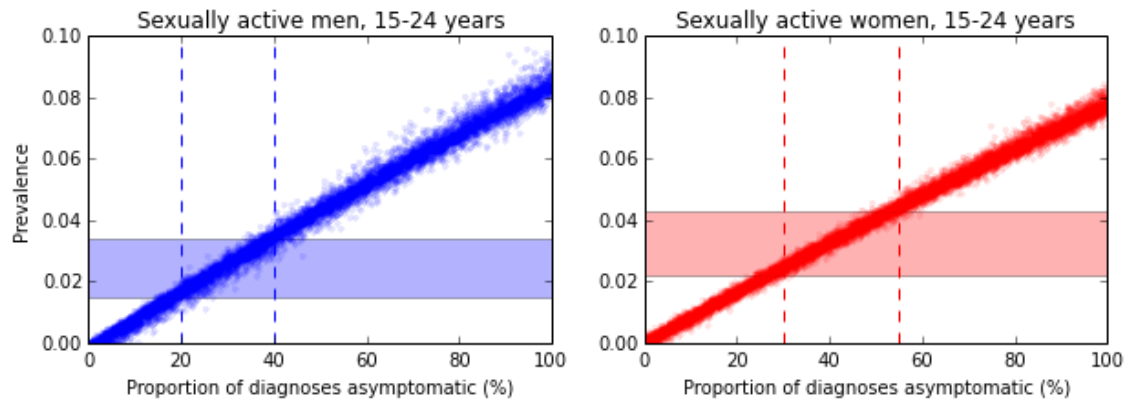 Sexually active men, 15-24 years
0.10
0.08
0.06
0.04
0.02
0.00
Prevalence
0 20 40 60 80 100
Proportion of diagnoses asymptomatic (%)
Sexually active women, 15-24 years
0.10
0.08
0.06
0.04
0.02
0.00
0 20 40 60 80 100
Proportion of diagnoses asymptomatic (%)